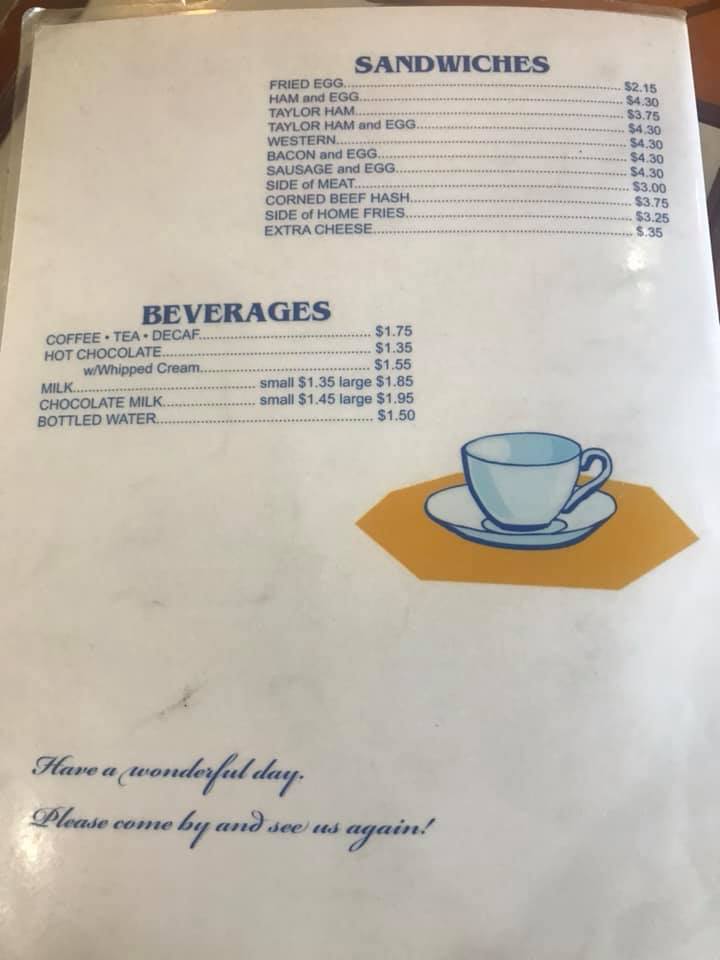 SANDWICHES
FRIED EGG................ $2.15
HAM and EGG................ $4.30
TAYLOR HAM................ $3.75
TAYLOR HAM and EGG................ $4.30
WESTERN................ $4.30
BACON and EGG................ $4.30
SAUSAGE and EGG................ $4.30
SIDE of MEAT................ $3.00
CORNED BEEF HASH................ $3.75
SIDE of HOME FRIES................ $3.25
EXTRA CHEESE................ $.35
BEVERAGES
COFFEE • TEA • DECAF................ $1.75
HOT CHOCOLATE................ $1.35
w/Whipped Cream................ $1.55
MILK................ small $1.35 large $1.85
CHOCOLATE MILK................ small $1.45 large $1.95
BOTTLED WATER................ $1.50
Have a wonderful day.
Please come by and see us again!